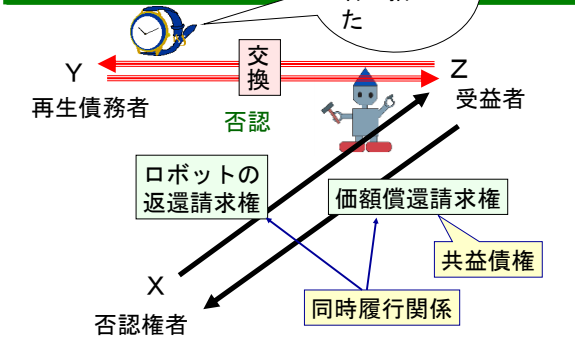 た
交
換
Y
再生債務者
Z
受益者
否認
ロボットの
返還請求権
価額償還請求権
共益債権
X
否認権者
同時履行関係